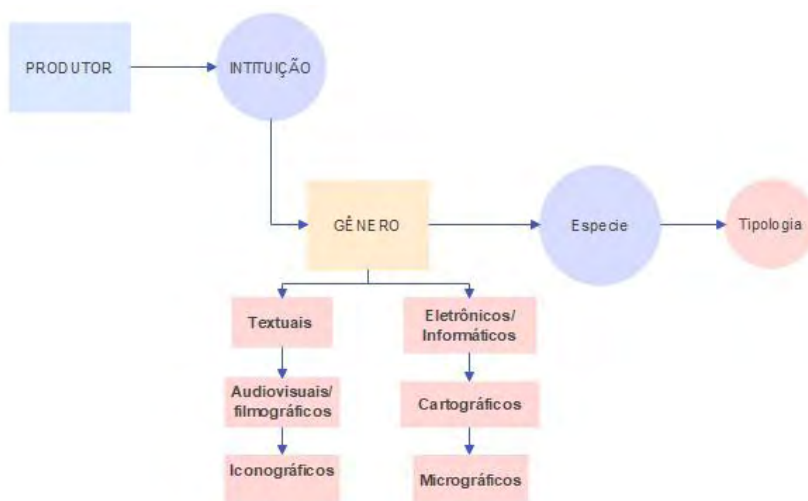 PRODUTOR
INTITUIÇÃO
GÊNERO
Especie
Tipologia
Textuais
Eletrônicos/
Informáticos
Audiovisuais/
filmográficos
Cartográficos
Iconográficos
Micrográficos